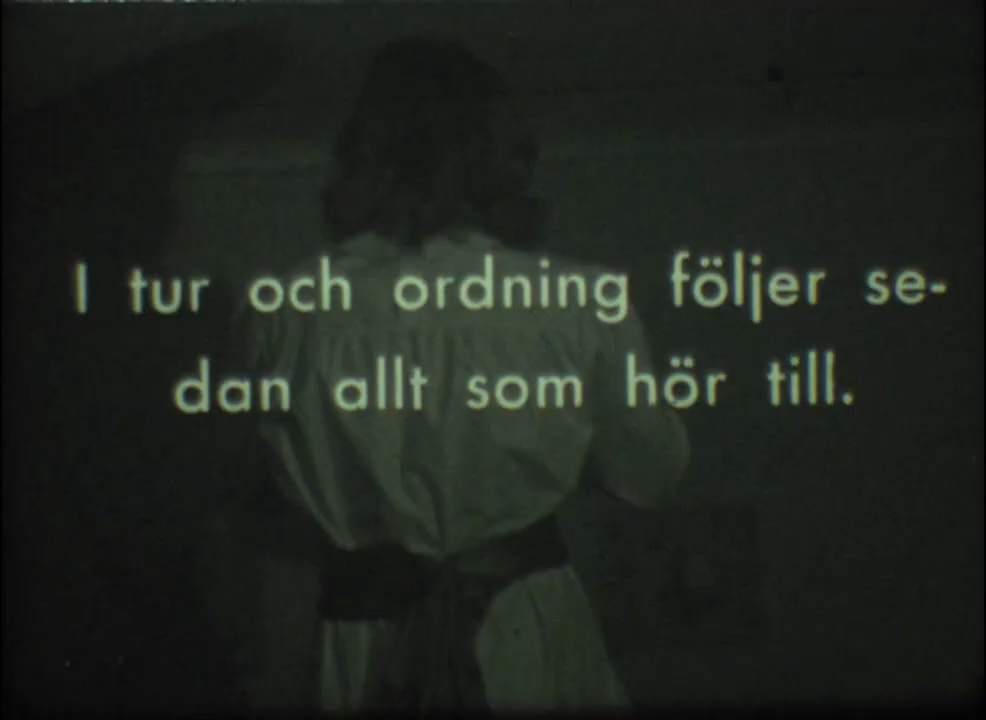 I tur och ordning följer se-
dan allt som hör till.